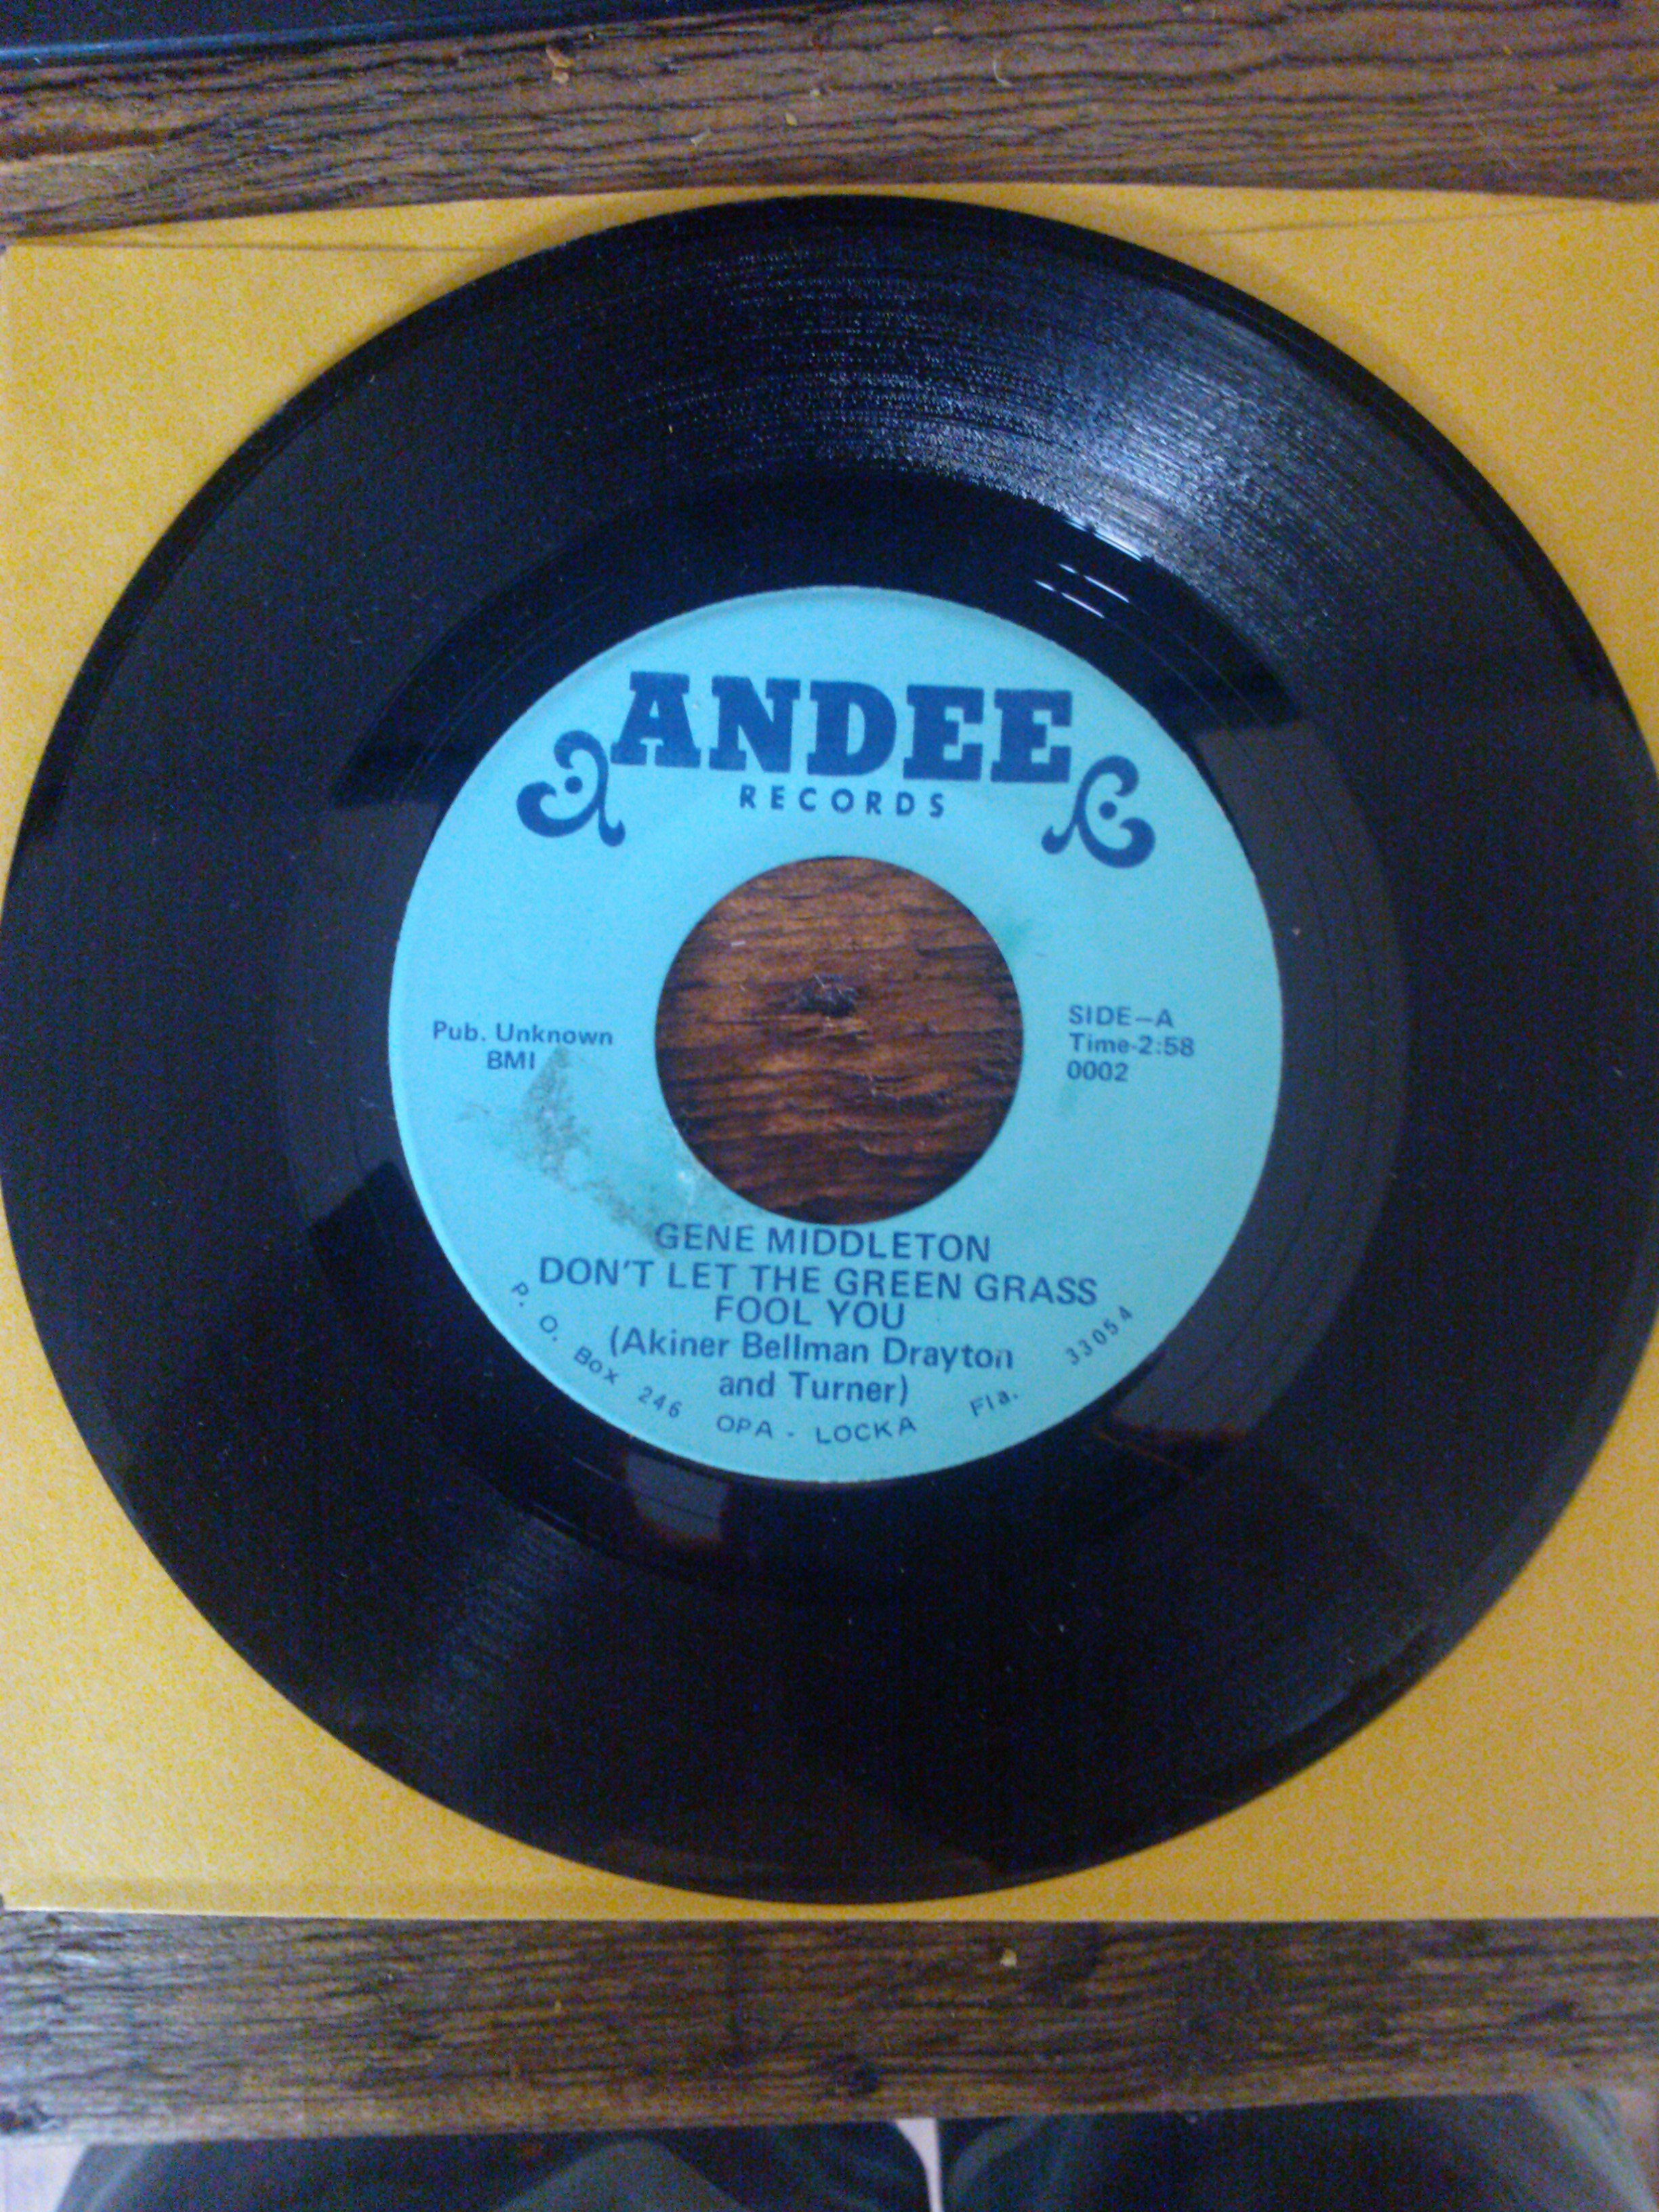 ANDEE
RECORDS
Pub. Unknown
BMI
SIDE—A
Time-2:58
0002
GENE MIDDLETON
DON'T LET THE GREEN GRASS
FOOL YOU
(Akiner Bellman Drayton
and Turner)
P. O. Box 246 OPA - LOCKA Fla. 33054